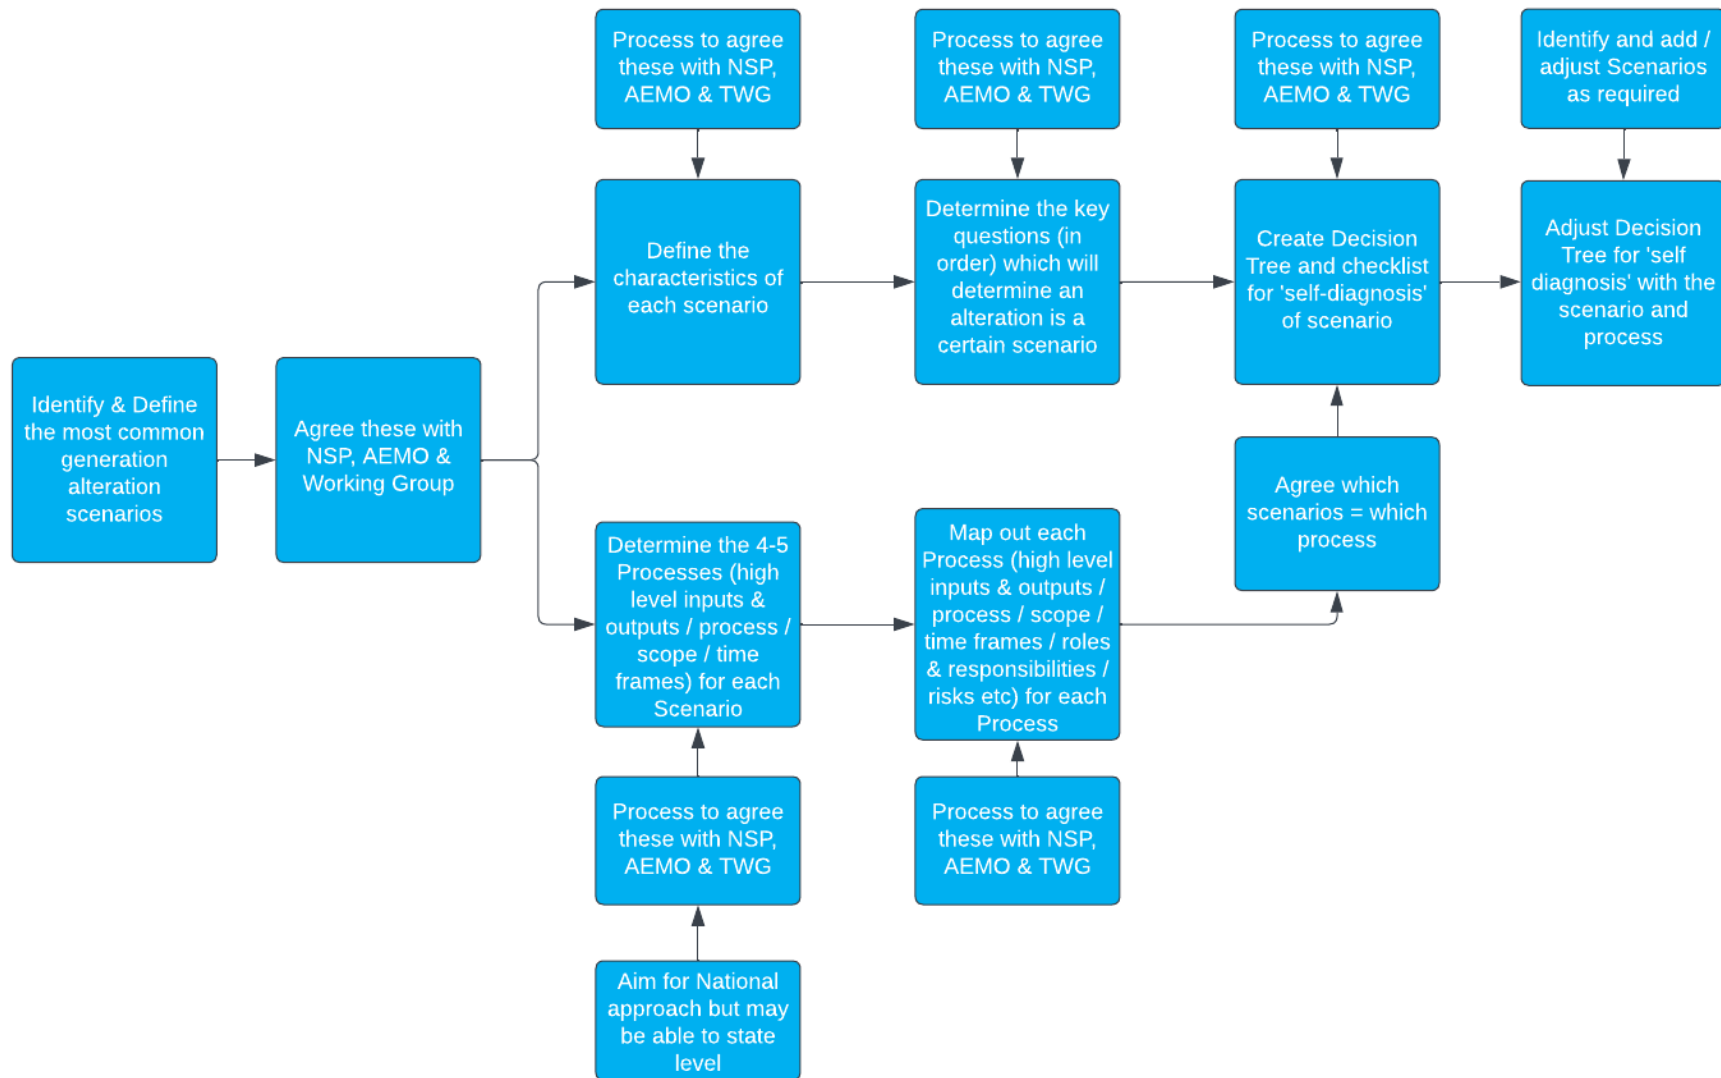 Process to agree
these with NSP,
AEMO & TWG
Process to agree
these with NSP,
AEMO & TWG
Process to agree
these with NSP,
AEMO & TWG
Identify and add /
adjust Scenarios
as required
Define the
characteristics of
each scenario
Determine the key
questions (in
order) which will
determine an
alteration is a
certain scenario
Create Decision
Tree and checklist
for 'self-diagnosis'
of scenario
Adjust Decision
Tree for 'self
diagnosis' with the
scenario and
process
Identify & Define
the most common
generation
alteration
scenarios
Agree these with
NSP, AEMO &
Working Group
Agree which
scenarios = which
process
Determine the 4-5
Processes (high
level inputs &
outputs / process /
scope / time
frames) for each
Scenario
Map out each
Process (high level
inputs & outputs /
process / scope /
time frames / roles
& responsibilities /
risks etc) for each
Process
Process to agree
these with NSP,
AEMO & TWG
Process to agree
these with NSP,
AEMO & TWG
Aim for National
approach but may
be able to state
level